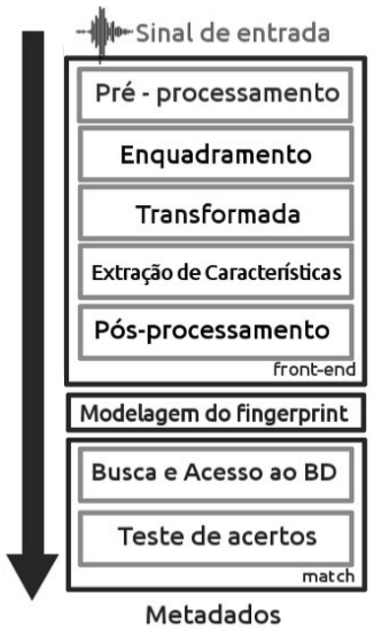 Sinal de entrada
Pré - processamento
Enquadramento
Transformada
Extração de Características
Pós-processamento
front-end
Modelagem do fingerprint
Busca e Acesso ao BD
Teste de acertos
match
Metadados